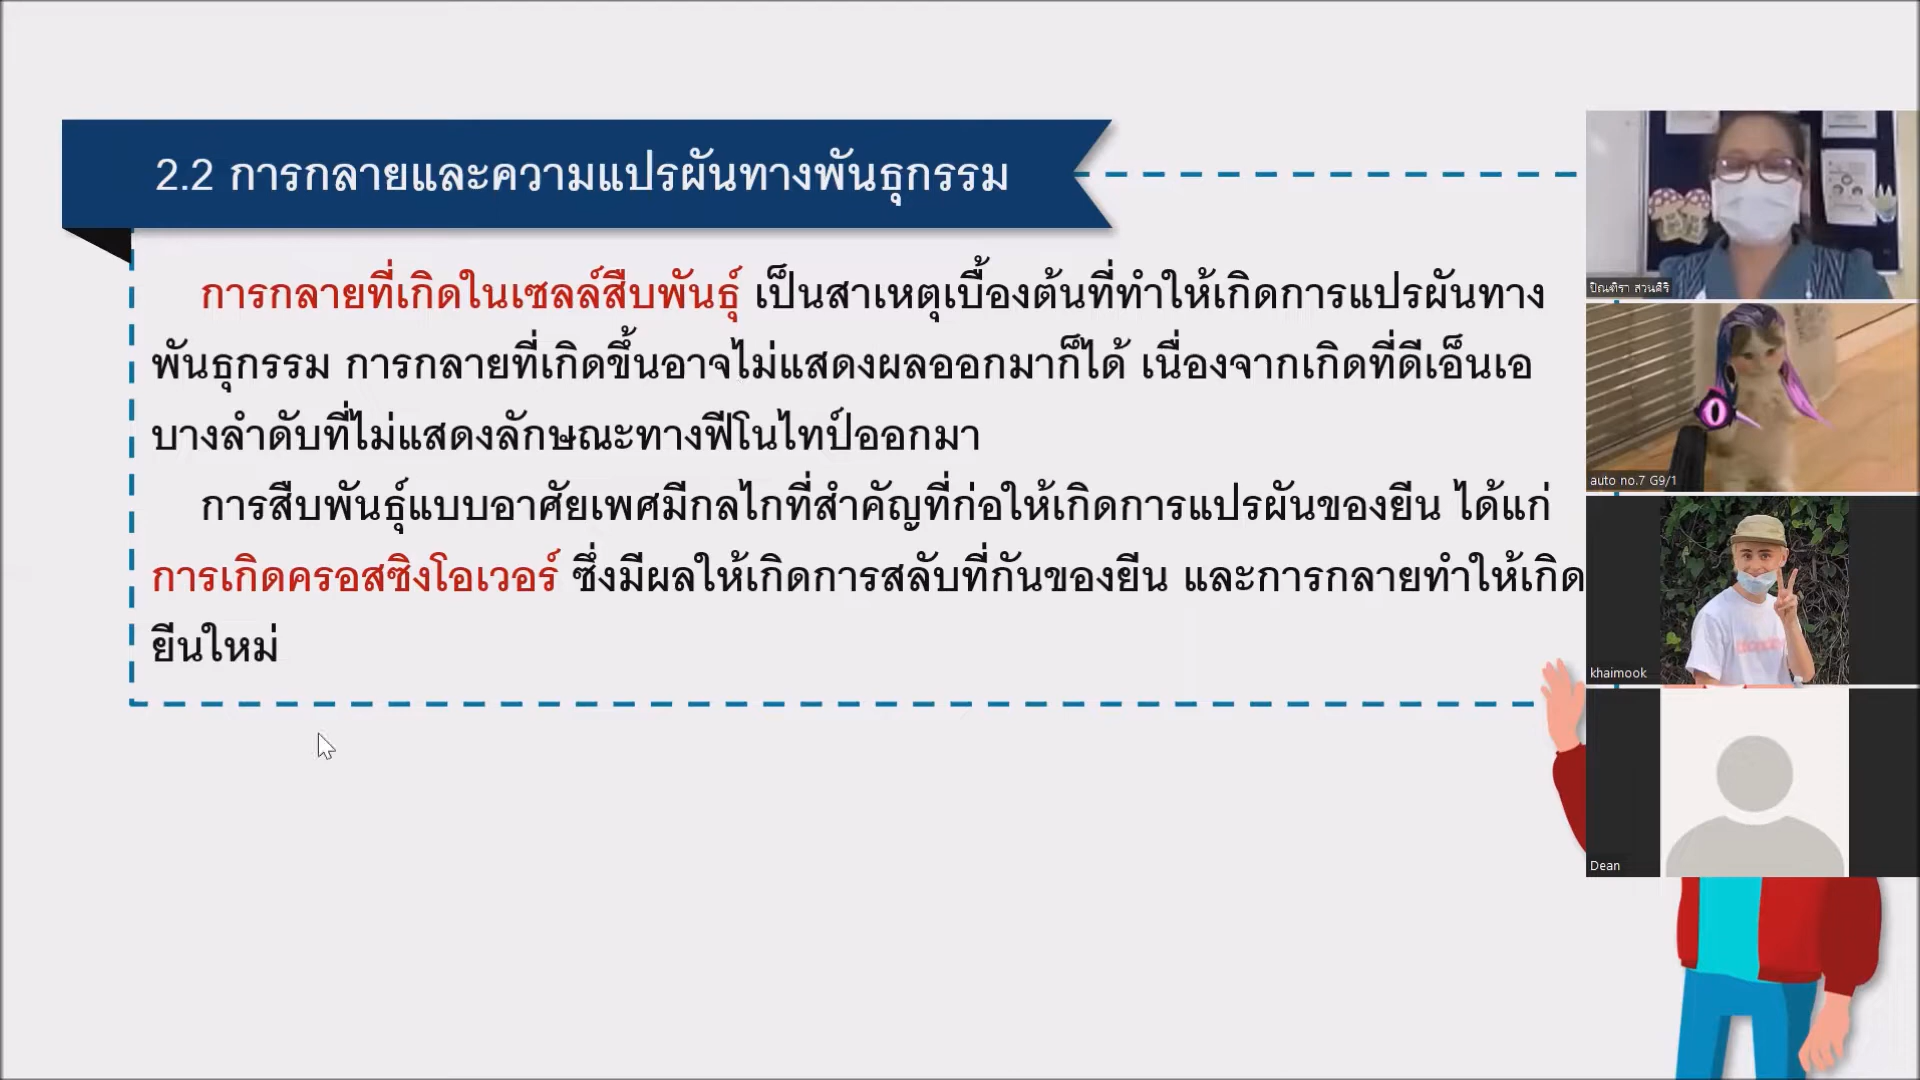 2.2 การกลายและความแปรผันทางพันธุกรรม
การกลายที่เกิดในเซลล์สืบพันธุ์ เป็นสาเหตุเบื้องต้นที่ทำให้เกิดการแปรผันทาง
พันธุกรรม การกลายที่เกิดขึ้นอาจไม่แสดงผลออกมาก็ได้ เนื่องจากเกิดที่ดีเอ็นเอ
บางลำดับที่ไม่แสดงลักษณะทางฟีโนไทป์ออกมา
การสืบพันธุ์แบบอาศัยเพศมีกลไกที่สำคัญที่ก่อให้เกิดการแปรผันของยีน ได้แก่
การเกิดครอสซิงโอเวอร์ ซึ่งมีผลให้เกิดการสลับที่กันของยีน และการกลายทำให้เกิด
ยีนใหม่
ปิณฑิรา สวนศิริ
auto no.7 G9/1
khaimook
Dean